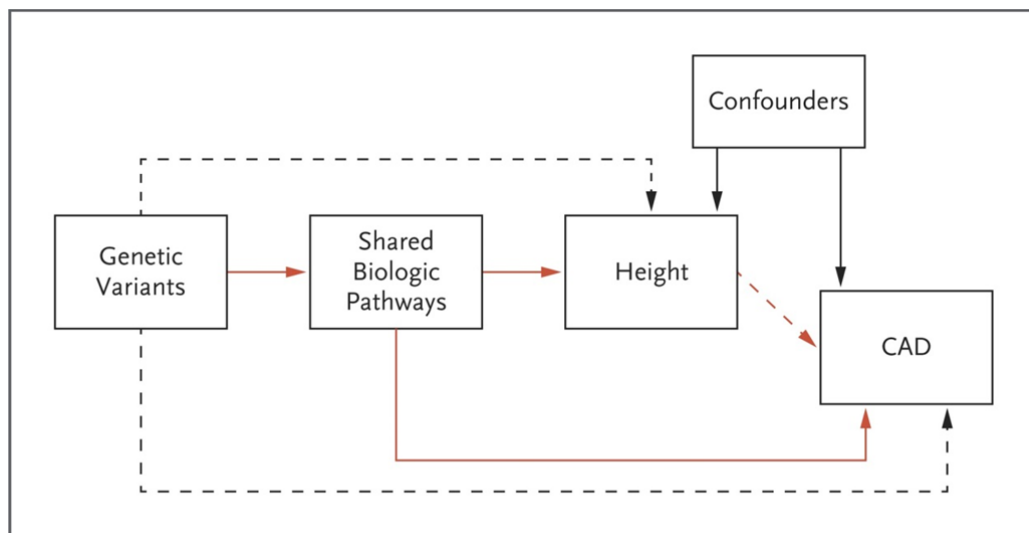 Confounders
Genetic
Variants
Shared
Biologic
Pathways
Height
CAD